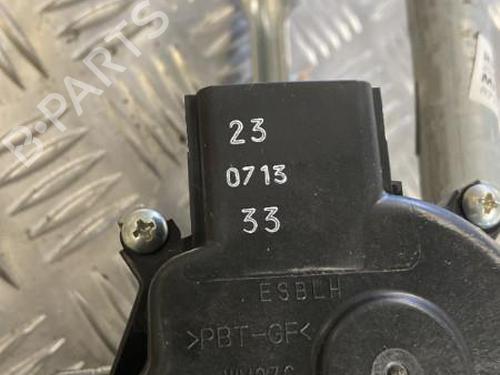 B-PARTS
23
0713
33
ESBLH
>PBT-GF<